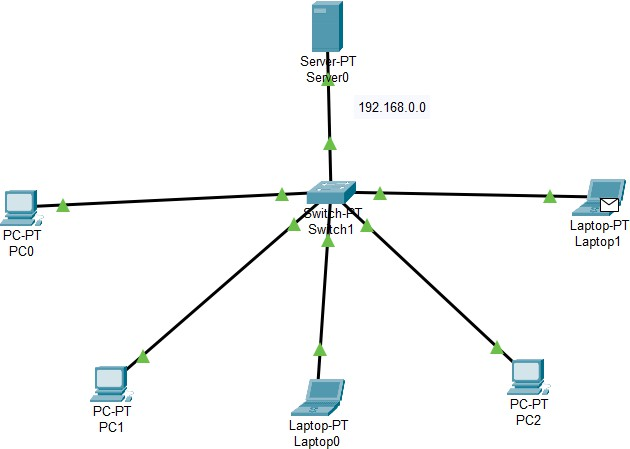 Server-PT
Server0
192.168.0.0
Switch-PT
Switch1
PC-PT
PC0
Laptop-PT
Laptop1
PC-PT
PC1
Laptop-PT
Laptop0
PC-PT
PC2